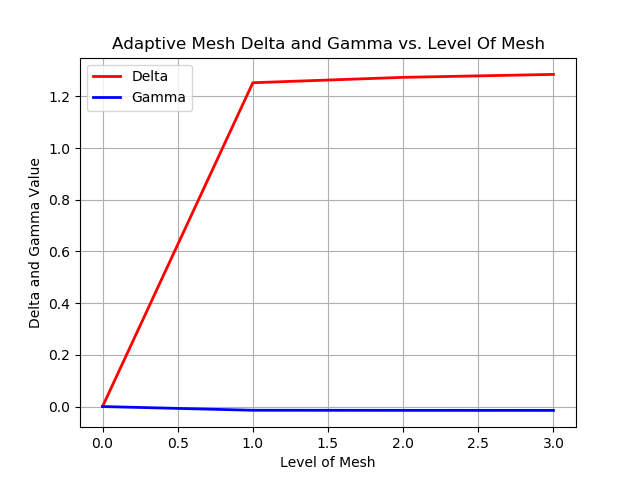 Adaptive Mesh Delta and Gamma vs. Level Of Mesh
Delta
Gamma
Delta and Gamma Value
1.2
1.0
0.8
0.6
0.4
0.2
0.0
0.0 0.5 1.0 1.5 2.0 2.5 3.0
Level of Mesh